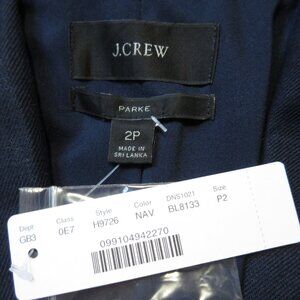 J.CREW
PARKE
2P
MADE IN
SRI LANKA
Dept Class Style Color DNS1021 Size
GB3 0E7 H9726 NAV BL8133 P2
099104942270